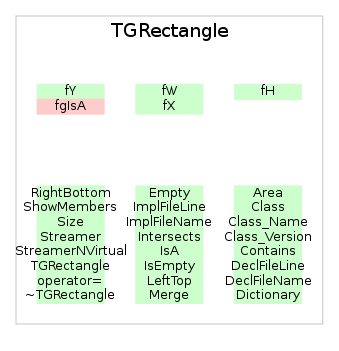 TGRectangle
fY fW fH
fgIsA fX
RightBottom Empty Area
ShowMembers ImplFileLine Class
Size ImplFileName Class_Name
Streamer Intersects Class_Version
StreamerNVirtual IsA Contains
TGRectangle IsEmpty DeclFileLine
operator= LeftTop DeclFileName
~TGRectangle Merge Dictionary